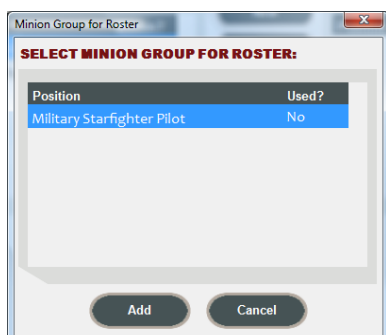 Minion Group for Roster
SELECT MINION GROUP FOR ROSTER:
Position Used?
Military Starfighter Pilot No
Add Cancel